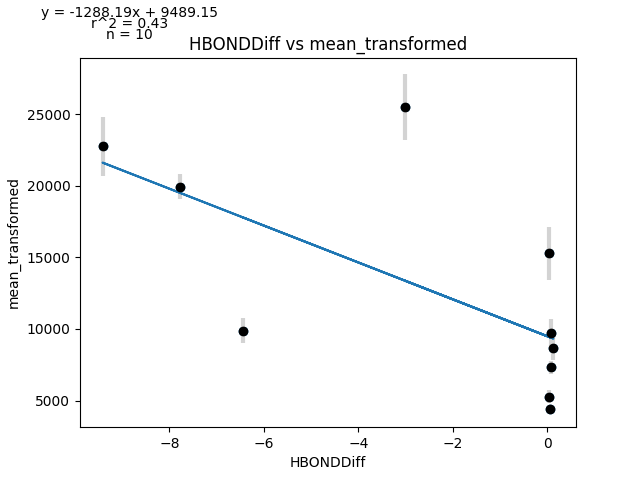 y = -1288.19x + 9489.15
r^2 = 0.43
n = 10
HBONDDiff vs mean_transformed
25000
20000
15000
10000
5000
mean_transformed
−8
−6
−4
−2
0
HBONDDiff